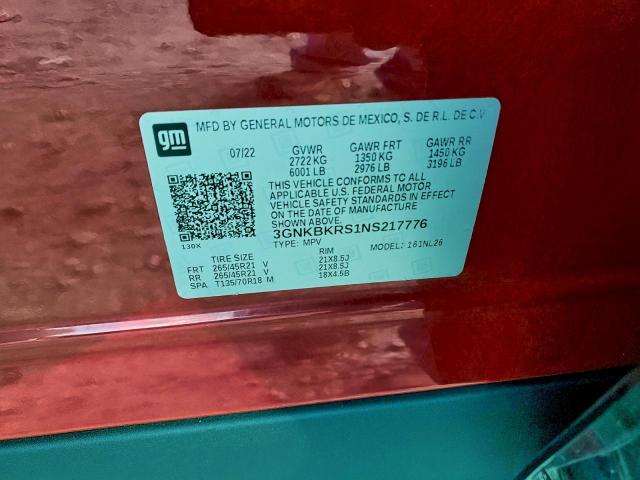 gm MFD BY GENERAL MOTORS DE MEXICO, S. DE R.L. DE C.V
07/22 GVWR GAWR FRT GAWR RR
2722 KG 1350 KG 1450 KG
6001 LB 2976 LB 3196 LB
THIS VEHICLE CONFORMS TO ALL
APPLICABLE U.S. FEDERAL MOTOR
VEHICLE SAFETY STANDARDS IN EFFECT
ON THE DATE OF MANUFACTURE
SHOWN ABOVE.
3GNKBKRS1NS217776
130X TYPE: MPV MODEL: 161NL26
TIRE SIZE RIM
FRT 265/45R21 V 21X8.5J
RR 265/45R21 V 21X8.5J
SPA T135/70R18 M 18X4.5B